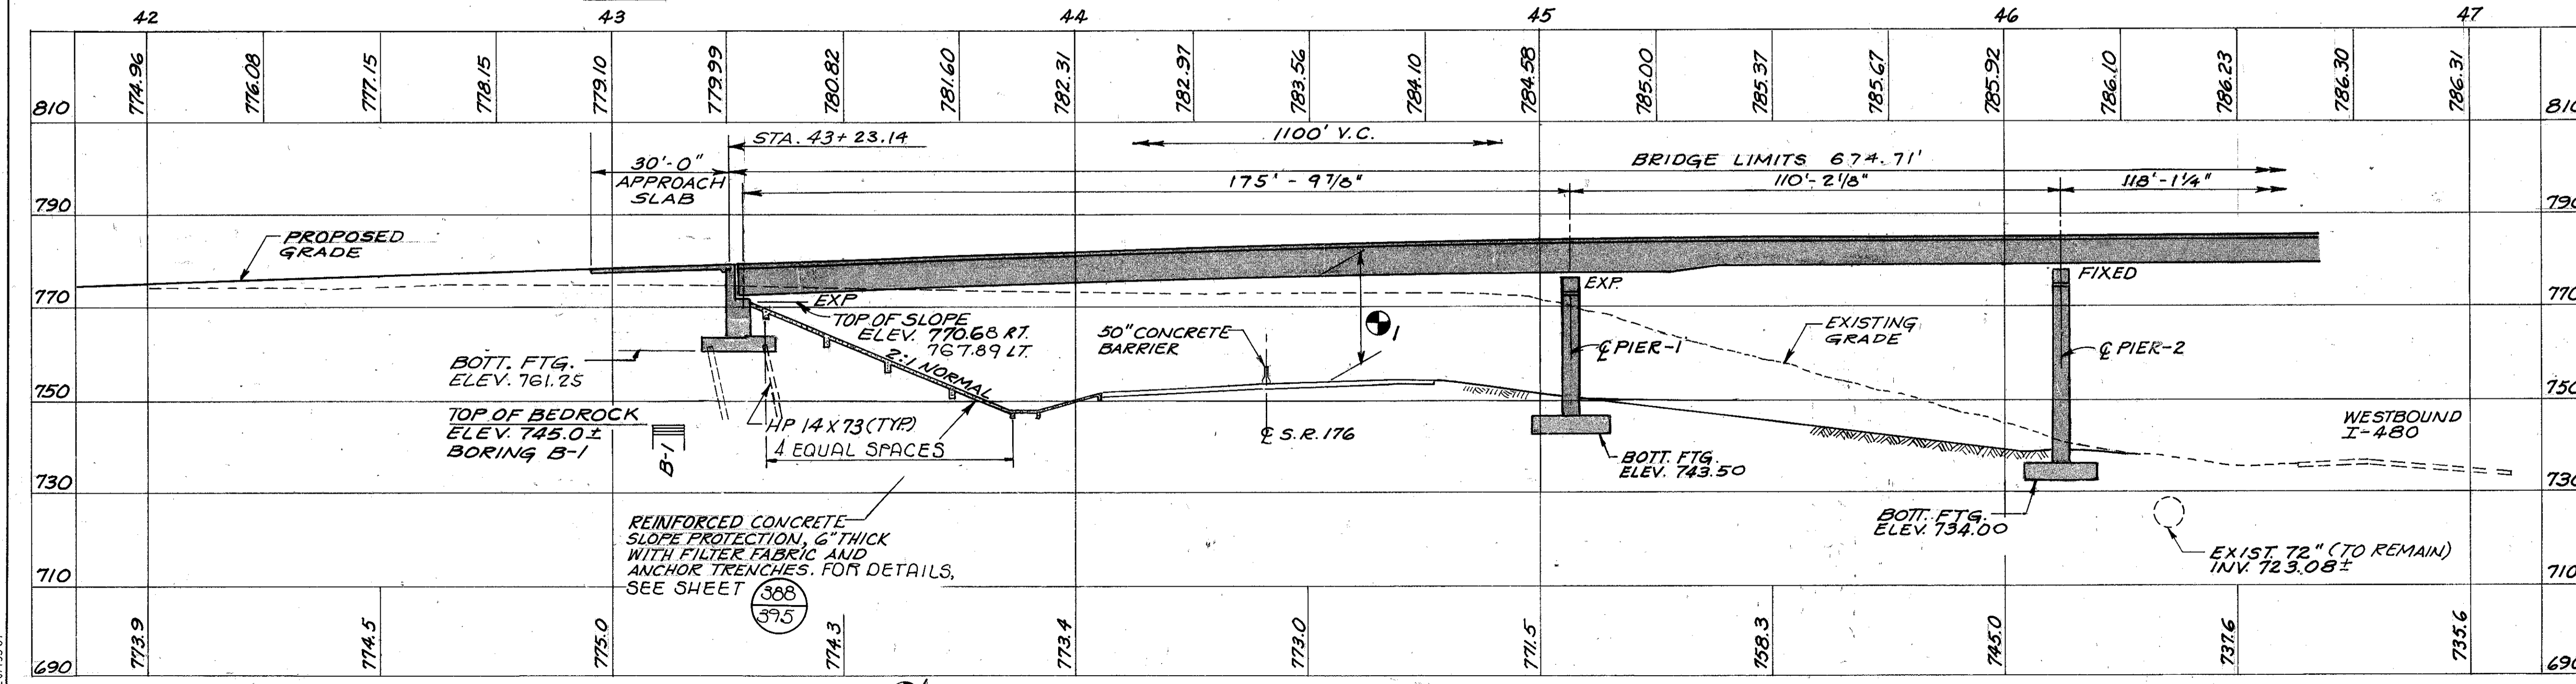 42 43 44 45 46 47
774.96 776.08 777.15 778.15 779.10 779.99 780.82 781.60 782.31 782.97 783.56 784.10 784.58 785.00 785.37 785.67 785.92 786.10 786.23 786.30 786.31
810 810
STA. 43+23.14
1100' V.C.
30'-0"
APPROACH
SLAB
BRIDGE LIMITS 674.71'
175'-9 7/8"
110'-2 1/8"
118'-1 1/4"
790 790
PROPOSED
GRADE
770 770
EXP.
TOP OF SLOPE
ELEV. 770.68 RT.
767.89 LT.
2:1 NORMAL
50" CONCRETE
BARRIER
1
EXP.
FIXED
EXISTING
GRADE
℄ PIER-1
℄ PIER-2
BOTT. FTG.
ELEV. 761.25
750 750
TOP OF BEDROCK
ELEV. 745.0±
BORING B-1
B-1
HP 14 X 73 (TYP.)
4 EQUAL SPACES
℄ S.R. 176
WESTBOUND
I-480
BOTT. FTG.
ELEV. 743.50
730 730
REINFORCED CONCRETE
SLOPE PROTECTION, 6" THICK
WITH FILTER FABRIC AND
ANCHOR TRENCHES. FOR DETAILS,
SEE SHEET 388
395
BOTT. FTG.
ELEV. 734.00
EXIST. 72" (TO REMAIN)
INV. 723.08±
710 710
773.9 774.5 775.0 774.3 773.4 773.0 771.5 758.3 745.0 737.6 735.6
690 690